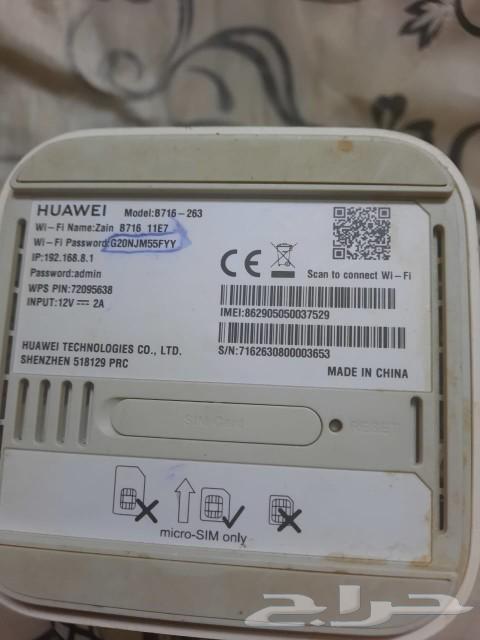 HUAWEI Model:B716-263
Wi-Fi Name:Zain_B716_11E7
Wi-Fi Password:G20NJM55FYY
IP:192.168.8.1
Password:admin
WPS PIN:72095638
INPUT:12V ⎓ 2A
HUAWEI TECHNOLOGIES CO., LTD.
SHENZHEN 518129 PRC
CE
Scan to connect Wi-Fi
IMEI:862905050037529
S/N:7162630800003653
MADE IN CHINA
SIM-Card
RESET
micro-SIM only
حراج